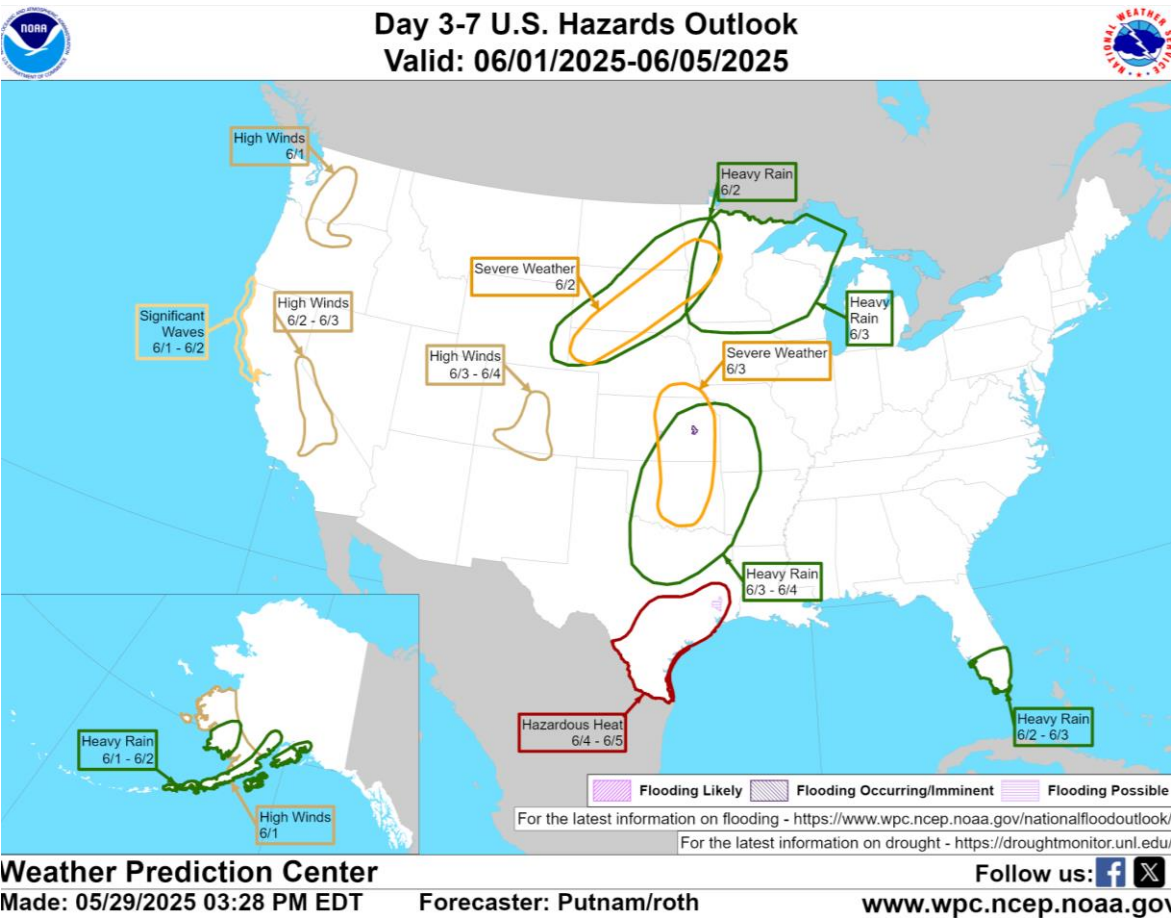 NOAA
Day 3-7 U.S. Hazards Outlook
Valid: 06/01/2025-06/05/2025
High Winds
6/1
Heavy Rain
6/2
Severe Weather
6/2
Significant
Waves
6/1 - 6/2
High Winds
6/2 - 6/3
Heavy
Rain
6/3
High Winds
6/3 - 6/4
Severe Weather
6/3
Heavy Rain
6/3 - 6/4
Hazardous Heat
6/4 - 6/5
Heavy Rain
6/2 - 6/3
Heavy Rain
6/1 - 6/2
High Winds
6/1
Flooding Likely
Flooding Occurring/Imminent
Flooding Possible
For the latest information on flooding - https://www.wpc.ncep.noaa.gov/nationalfloodoutlook/
For the latest information on drought - https://droughtmonitor.unl.edu/
Weather Prediction Center
Follow us:
Made: 05/29/2025 03:28 PM EDT
Forecaster: Putnam/roth
www.wpc.ncep.noaa.gov